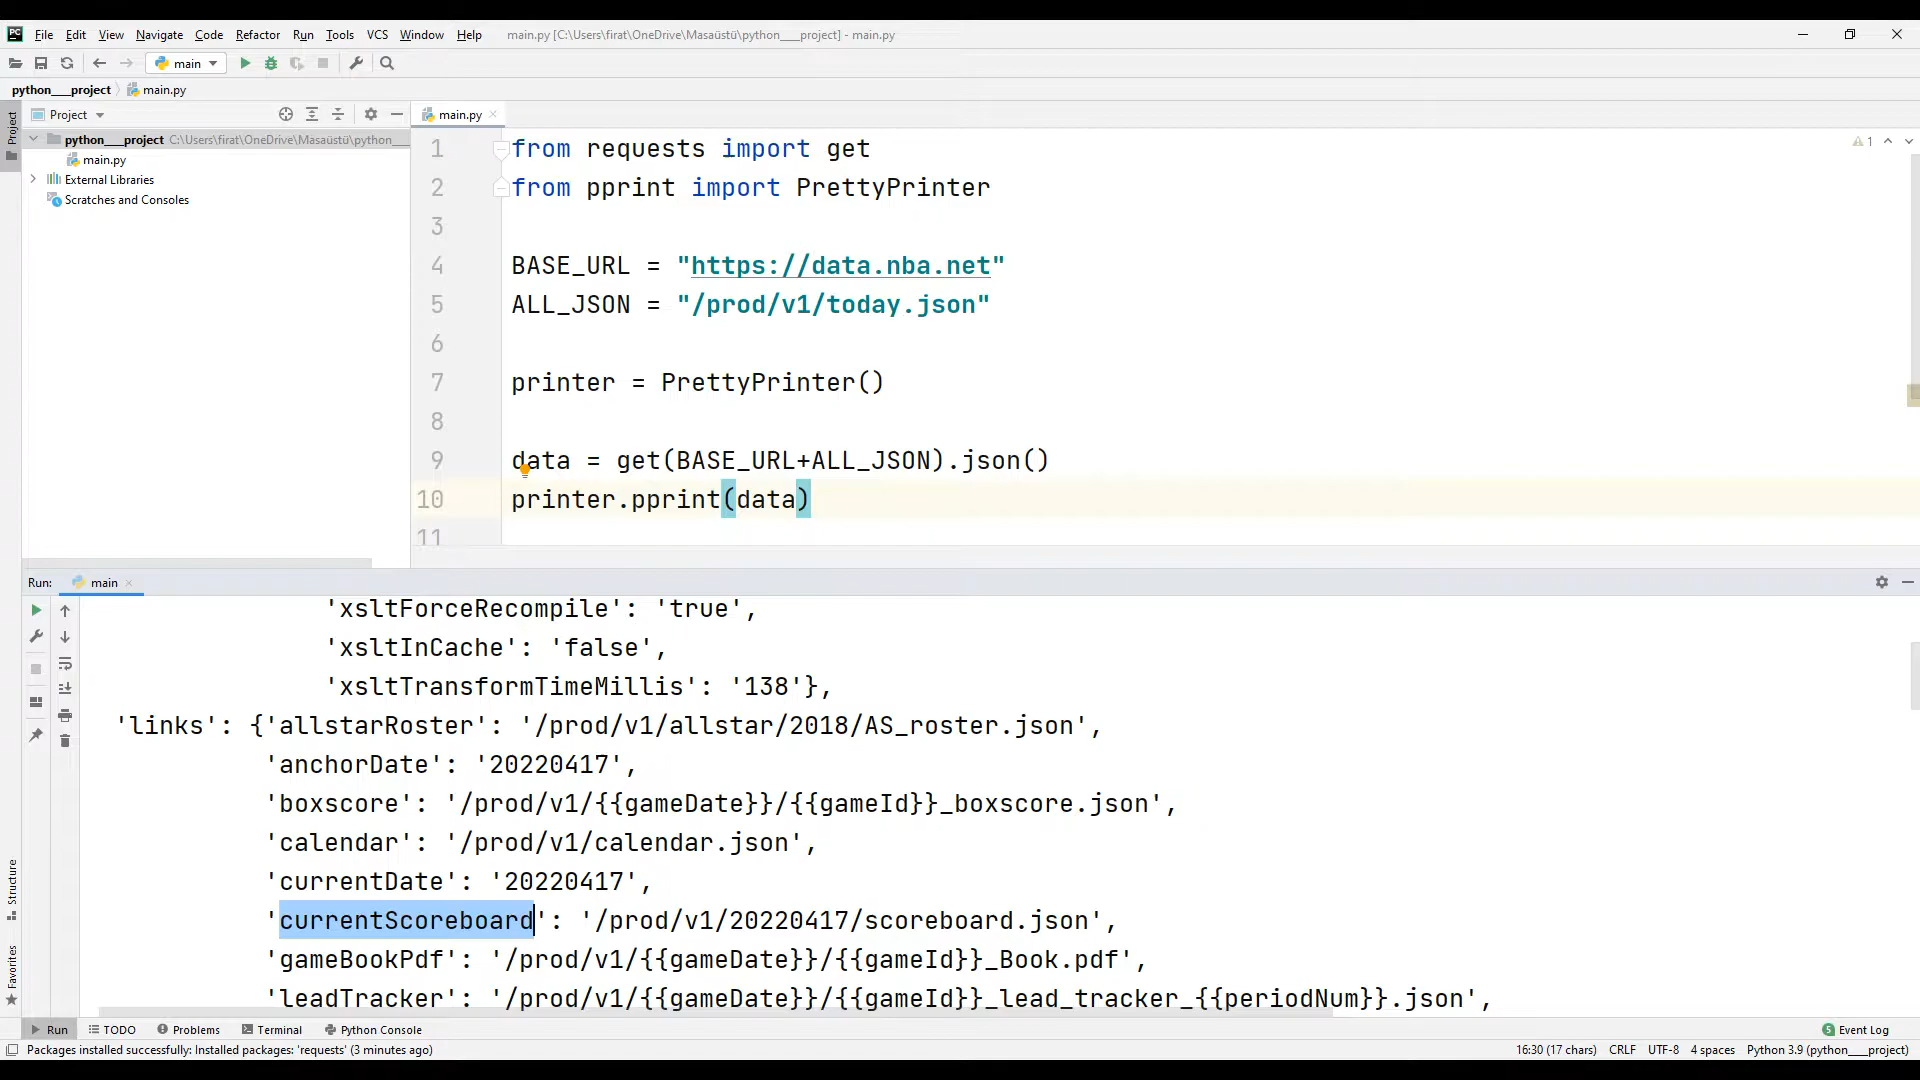 PC File Edit View Navigate Code Refactor Run Tools VCS Window Help main.py [C:\Users\firat\OneDrive\Masaüstü\python___project] - main.py
main
python___project main.py
Project
Project
main.py
python___project C:\Users\firat\OneDrive\Masaüstü\python__
main.py
External Libraries
Scratches and Consoles
1 from requests import get
2 from pprint import PrettyPrinter
3
4 BASE_URL = "https://data.nba.net"
5 ALL_JSON = "/prod/v1/today.json"
6
7 printer = PrettyPrinter()
8
9 data = get(BASE_URL+ALL_JSON).json()
10 printer.pprint(data)
11
1
Run: main
'xsltForceRecompile': 'true',
'xsltInCache': 'false',
'xsltTransformTimeMillis': '138'},
'links': {'allstarRoster': '/prod/v1/allstar/2018/AS_roster.json',
'anchorDate': '20220417',
'boxscore': '/prod/v1/{{gameDate}}/{{gameId}}_boxscore.json',
'calendar': '/prod/v1/calendar.json',
'currentDate': '20220417',
'currentScoreboard': '/prod/v1/20220417/scoreboard.json',
'gameBookPdf': '/prod/v1/{{gameDate}}/{{gameId}}_Book.pdf',
'leadTracker': '/prod/v1/{{gameDate}}/{{gameId}}_lead_tracker_{{periodNum}}.json',
Structure
Favorites
Run TODO Problems Terminal Python Console 5 Event Log
Packages installed successfully: Installed packages: 'requests' (3 minutes ago) 16:30 (17 chars) CRLF UTF-8 4 spaces Python 3.9 (python___project)